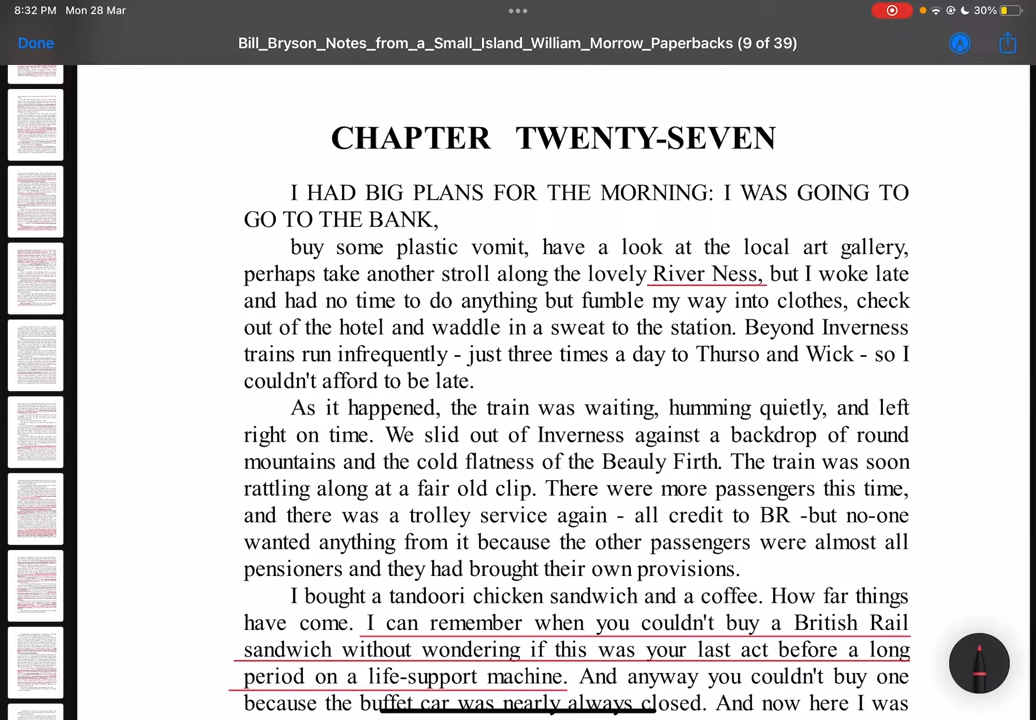 8:32 PM Mon 28 Mar
30%
Done
Bill_Bryson_Notes_from_a_Small_Island_William_Morrow_Paperbacks (9 of 39)
CHAPTER TWENTY-SEVEN
I HAD BIG PLANS FOR THE MORNING: I WAS GOING TO
GO TO THE BANK,
buy some plastic vomit, have a look at the local art gallery,
perhaps take another stroll along the lovely River Ness, but I woke late
and had no time to do anything but fumble my way into clothes, check
out of the hotel and waddle in a sweat to the station. Beyond Inverness
trains run infrequently - just three times a day to Thurso and Wick - so I
couldn't afford to be late.
As it happened, the train was waiting, humming quietly, and left
right on time. We slid out of Inverness against a backdrop of round
mountains and the cold flatness of the Beauly Firth. The train was soon
rattling along at a fair old clip. There were more passengers this time,
and there was a trolley service again - all credit to BR -but no-one
wanted anything from it because the other passengers were almost all
pensioners and they had brought their own provisions.
I bought a tandoori chicken sandwich and a coffee. How far things
have come. I can remember when you couldn't buy a British Rail
sandwich without wondering if this was your last act before a long
period on a life-support machine. And anyway you couldn't buy one
because the buffet car was nearly always closed. And now here I was